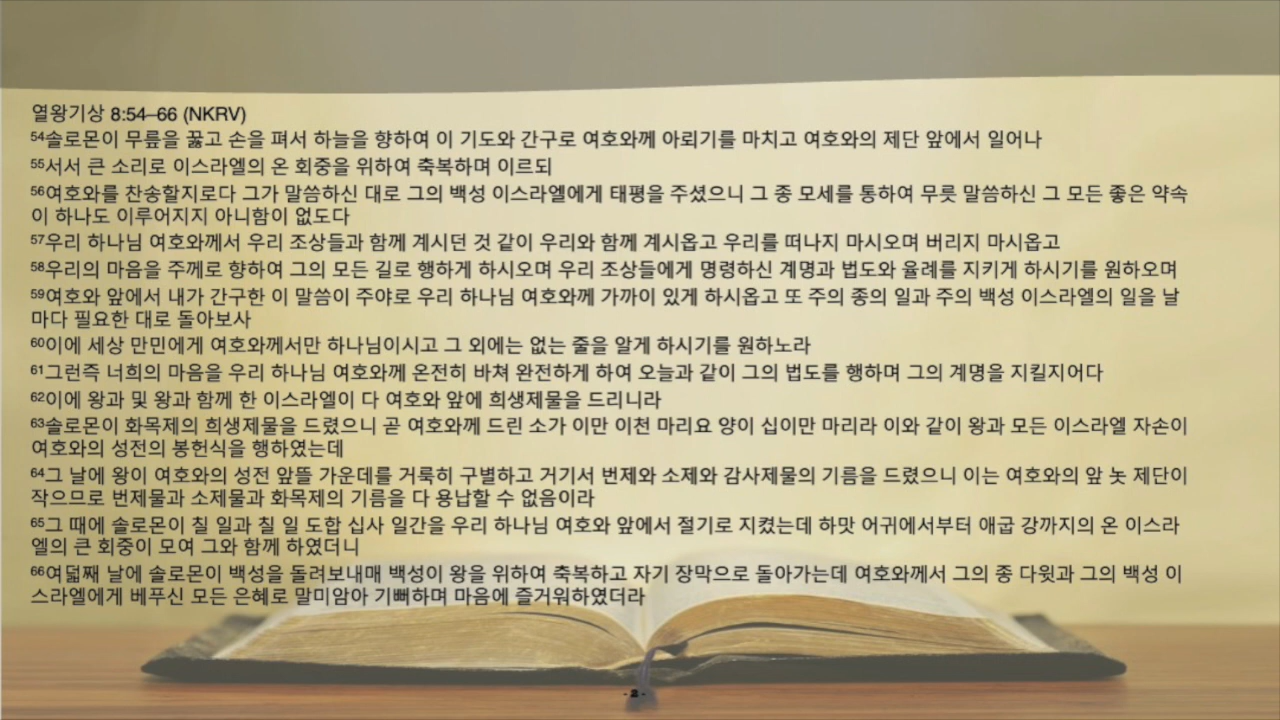 열왕기상 8:54–66 (NKRV)
54솔로몬이 무릎을 꿇고 손을 펴서 하늘을 향하여 이 기도와 간구로 여호와께 아뢰기를 마치고 여호와의 제단 앞에서 일어나
55서서 큰 소리로 이스라엘의 온 회중을 위하여 축복하며 이르되
56여호와를 찬송할지로다 그가 말씀하신 대로 그의 백성 이스라엘에게 태평을 주셨으니 그 종 모세를 통하여 무릇 말씀하신 그 모든 좋은 약속
이 하나도 이루어지지 아니함이 없도다
57우리 하나님 여호와께서 우리 조상들과 함께 계시던 것 같이 우리와 함께 계시옵고 우리를 떠나지 마시오며 버리지 마시옵고
58우리의 마음을 주께로 향하여 그의 모든 길로 행하게 하시오며 우리 조상들에게 명령하신 계명과 법도와 율례를 지키게 하시기를 원하오며
59여호와 앞에서 내가 간구한 이 말씀이 주야로 우리 하나님 여호와께 가까이 있게 하시옵고 또 주의 종의 일과 주의 백성 이스라엘의 일을 날
마다 필요한 대로 돌아보사
60이에 세상 만민에게 여호와께서만 하나님이시고 그 외에는 없는 줄을 알게 하시기를 원하노라
61그런즉 너희의 마음을 우리 하나님 여호와께 온전히 바쳐 완전하게 하여 오늘과 같이 그의 법도를 행하며 그의 계명을 지킬지어다
62이에 왕과 및 왕과 함께 한 이스라엘이 다 여호와 앞에 희생제물을 드리니라
63솔로몬이 화목제의 희생제물을 드렸으니 곧 여호와께 드린 소가 이만 이천 마리요 양이 십이만 마리라 이와 같이 왕과 모든 이스라엘 자손이
여호와의 성전의 봉헌식을 행하였는데
64그 날에 왕이 여호와의 성전 앞뜰 가운데를 거룩히 구별하고 거기서 번제와 소제와 감사제물의 기름을 드렸으니 이는 여호와의 앞 놋 제단이
작으므로 번제물과 소제물과 화목제의 기름을 다 용납할 수 없음이라
65그 때에 솔로몬이 칠 일과 칠 일 도합 십사 일간을 우리 하나님 여호와 앞에서 절기로 지켰는데 하맛 어귀에서부터 애굽 강까지의 온 이스라
엘의 큰 회중이 모여 그와 함께 하였더니
66여덟째 날에 솔로몬이 백성을 돌려보내매 백성이 왕을 위하여 축복하고 자기 장막으로 돌아가는데 여호와께서 그의 종 다윗과 그의 백성 이
스라엘에게 베푸신 모든 은혜로 말미암아 기뻐하며 마음에 즐거워하였더라
- 2 -